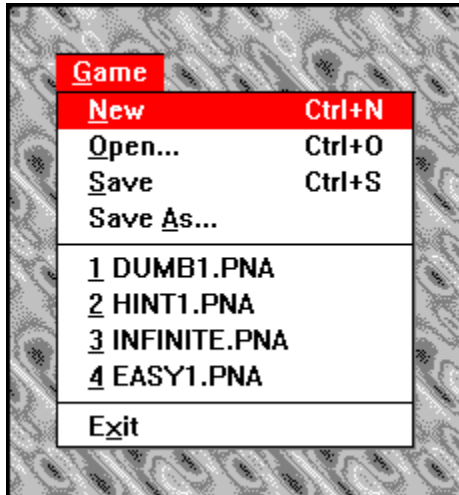 Game
New Ctrl+N
Open... Ctrl+O
Save Ctrl+S
Save As...
1 DUMB1.PNA
2 HINT1.PNA
3 INFINITE.PNA
4 EASY1.PNA
Exit